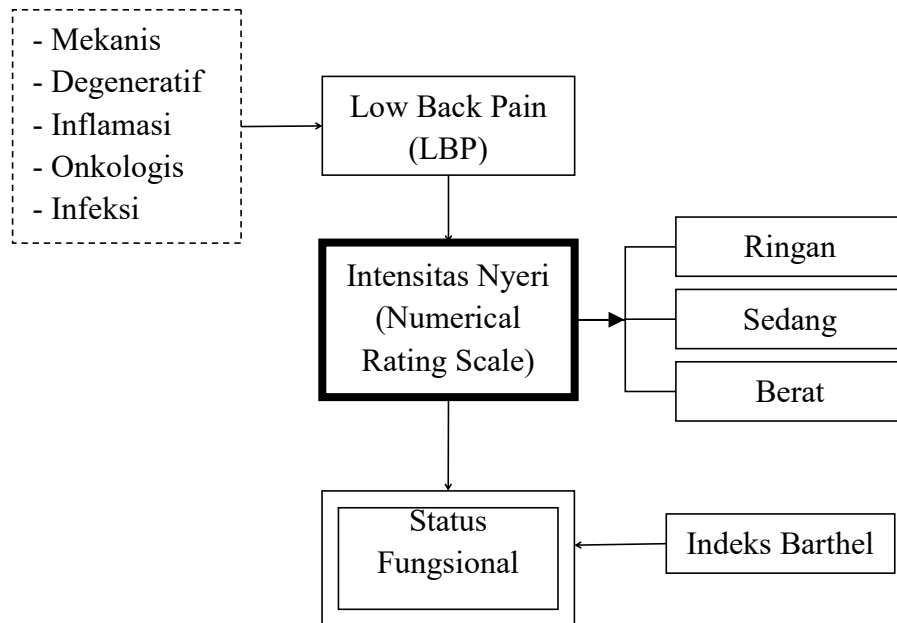 - Mekanis
- Degeneratif
- Inflamasi
- Onkologis
- Infeksi
Low Back Pain
(LBP)
Intensitas Nyeri
(Numerical
Rating Scale)
Ringan
Sedang
Berat
Status
Fungsional
Indeks Barthel